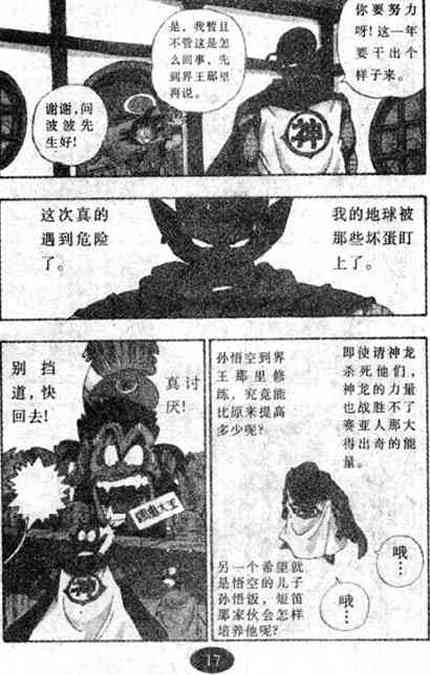 你要努力
呀！这一年
要干出个
样子来。
是，我暂且
不管这是怎
么回事，先
到界王那里
再说。
谢谢，问
波波先
生好！
神
我的地球被
那些坏蛋盯
上了。
这次真的
遇到危险
了。
别挡
道，快
回去！
真讨
厌！
大王
神
孙悟空到界
王那里修
炼，究竟能
比原来提高
多少呢？
即使请神龙
杀死他们，
神龙的力量
也战胜不了
赛亚人那大
得出奇的能
量。
哦
⋮
哦
⋮
另一个希望就
是悟空的儿子
孙悟饭，短笛
那家伙会怎样
培养他呢？
17